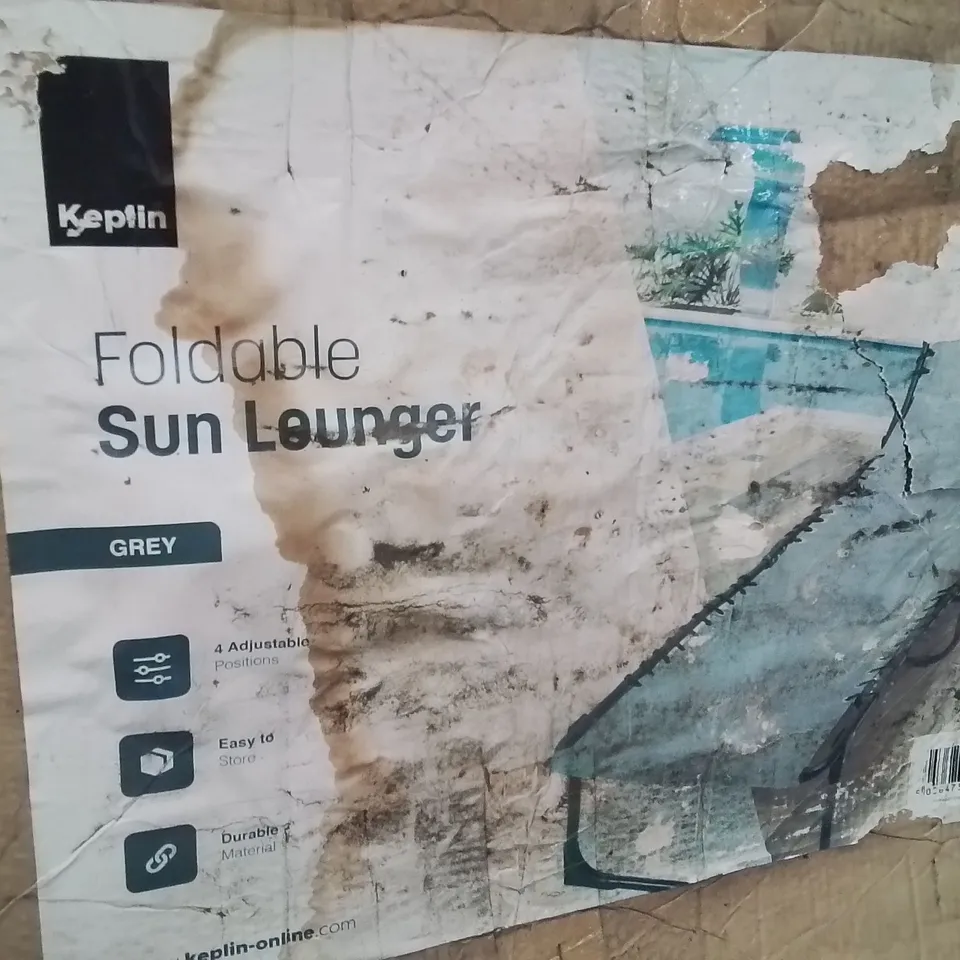 Keplin
Foldable
Sun Lounger
GREY
4 Adjustable
Positions
Easy to
Store
Durable
Material
keplin-online.com